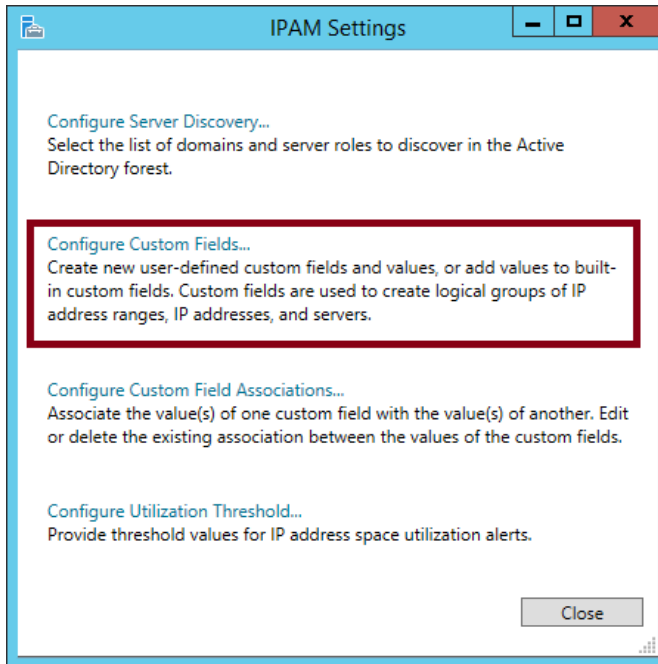 IPAM Settings
Configure Server Discovery...
Select the list of domains and server roles to discover in the Active
Directory forest.
Configure Custom Fields...
Create new user-defined custom fields and values, or add values to built-
in custom fields. Custom fields are used to create logical groups of IP
address ranges, IP addresses, and servers.
Configure Custom Field Associations...
Associate the value(s) of one custom field with the value(s) of another. Edit
or delete the existing association between the values of the custom fields.
Configure Utilization Threshold...
Provide threshold values for IP address space utilization alerts.
Close